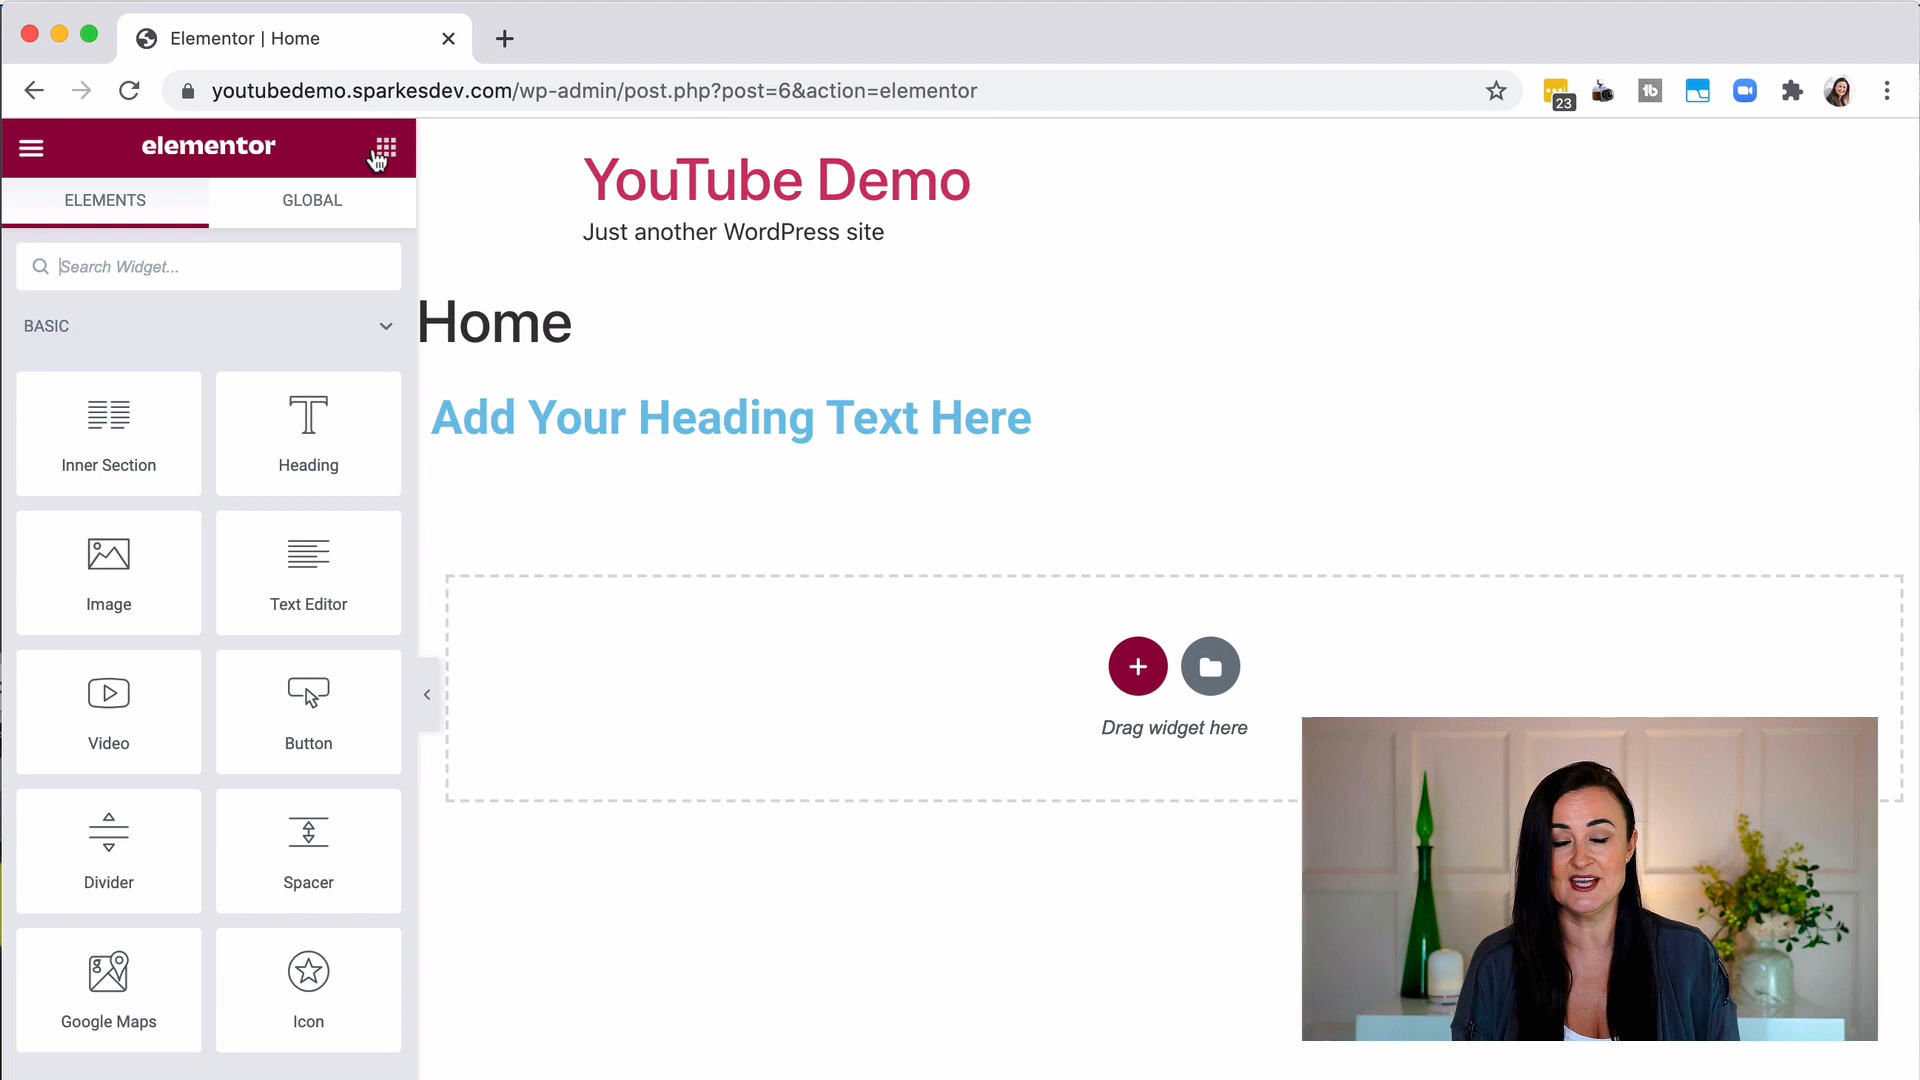 Elementor | Home
youtubedemo.sparkesdev.com/wp-admin/post.php?post=6&action=elementor
23
tb
elementor
ELEMENTS
GLOBAL
Search Widget...
BASIC
Inner Section
Heading
Image
Text Editor
Video
Button
Divider
Spacer
Google Maps
Icon
YouTube Demo
Just another WordPress site
Home
Add Your Heading Text Here
Drag widget here